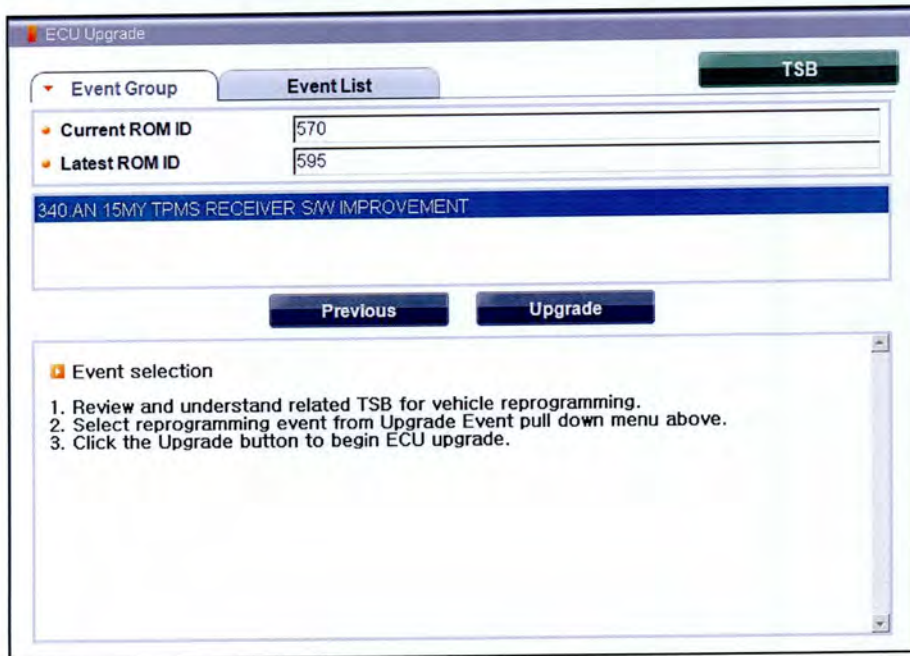 ECU Upgrade
TSB
Event Group
Event List
Current ROM ID 570
Latest ROM ID 595
340.AN 15MY TPMS RECEIVER S/W IMPROVEMENT
Previous Upgrade
Event selection
1. Review and understand related TSB for vehicle reprogramming.
2. Select reprogramming event from Upgrade Event pull down menu above.
3. Click the Upgrade button to begin ECU upgrade.